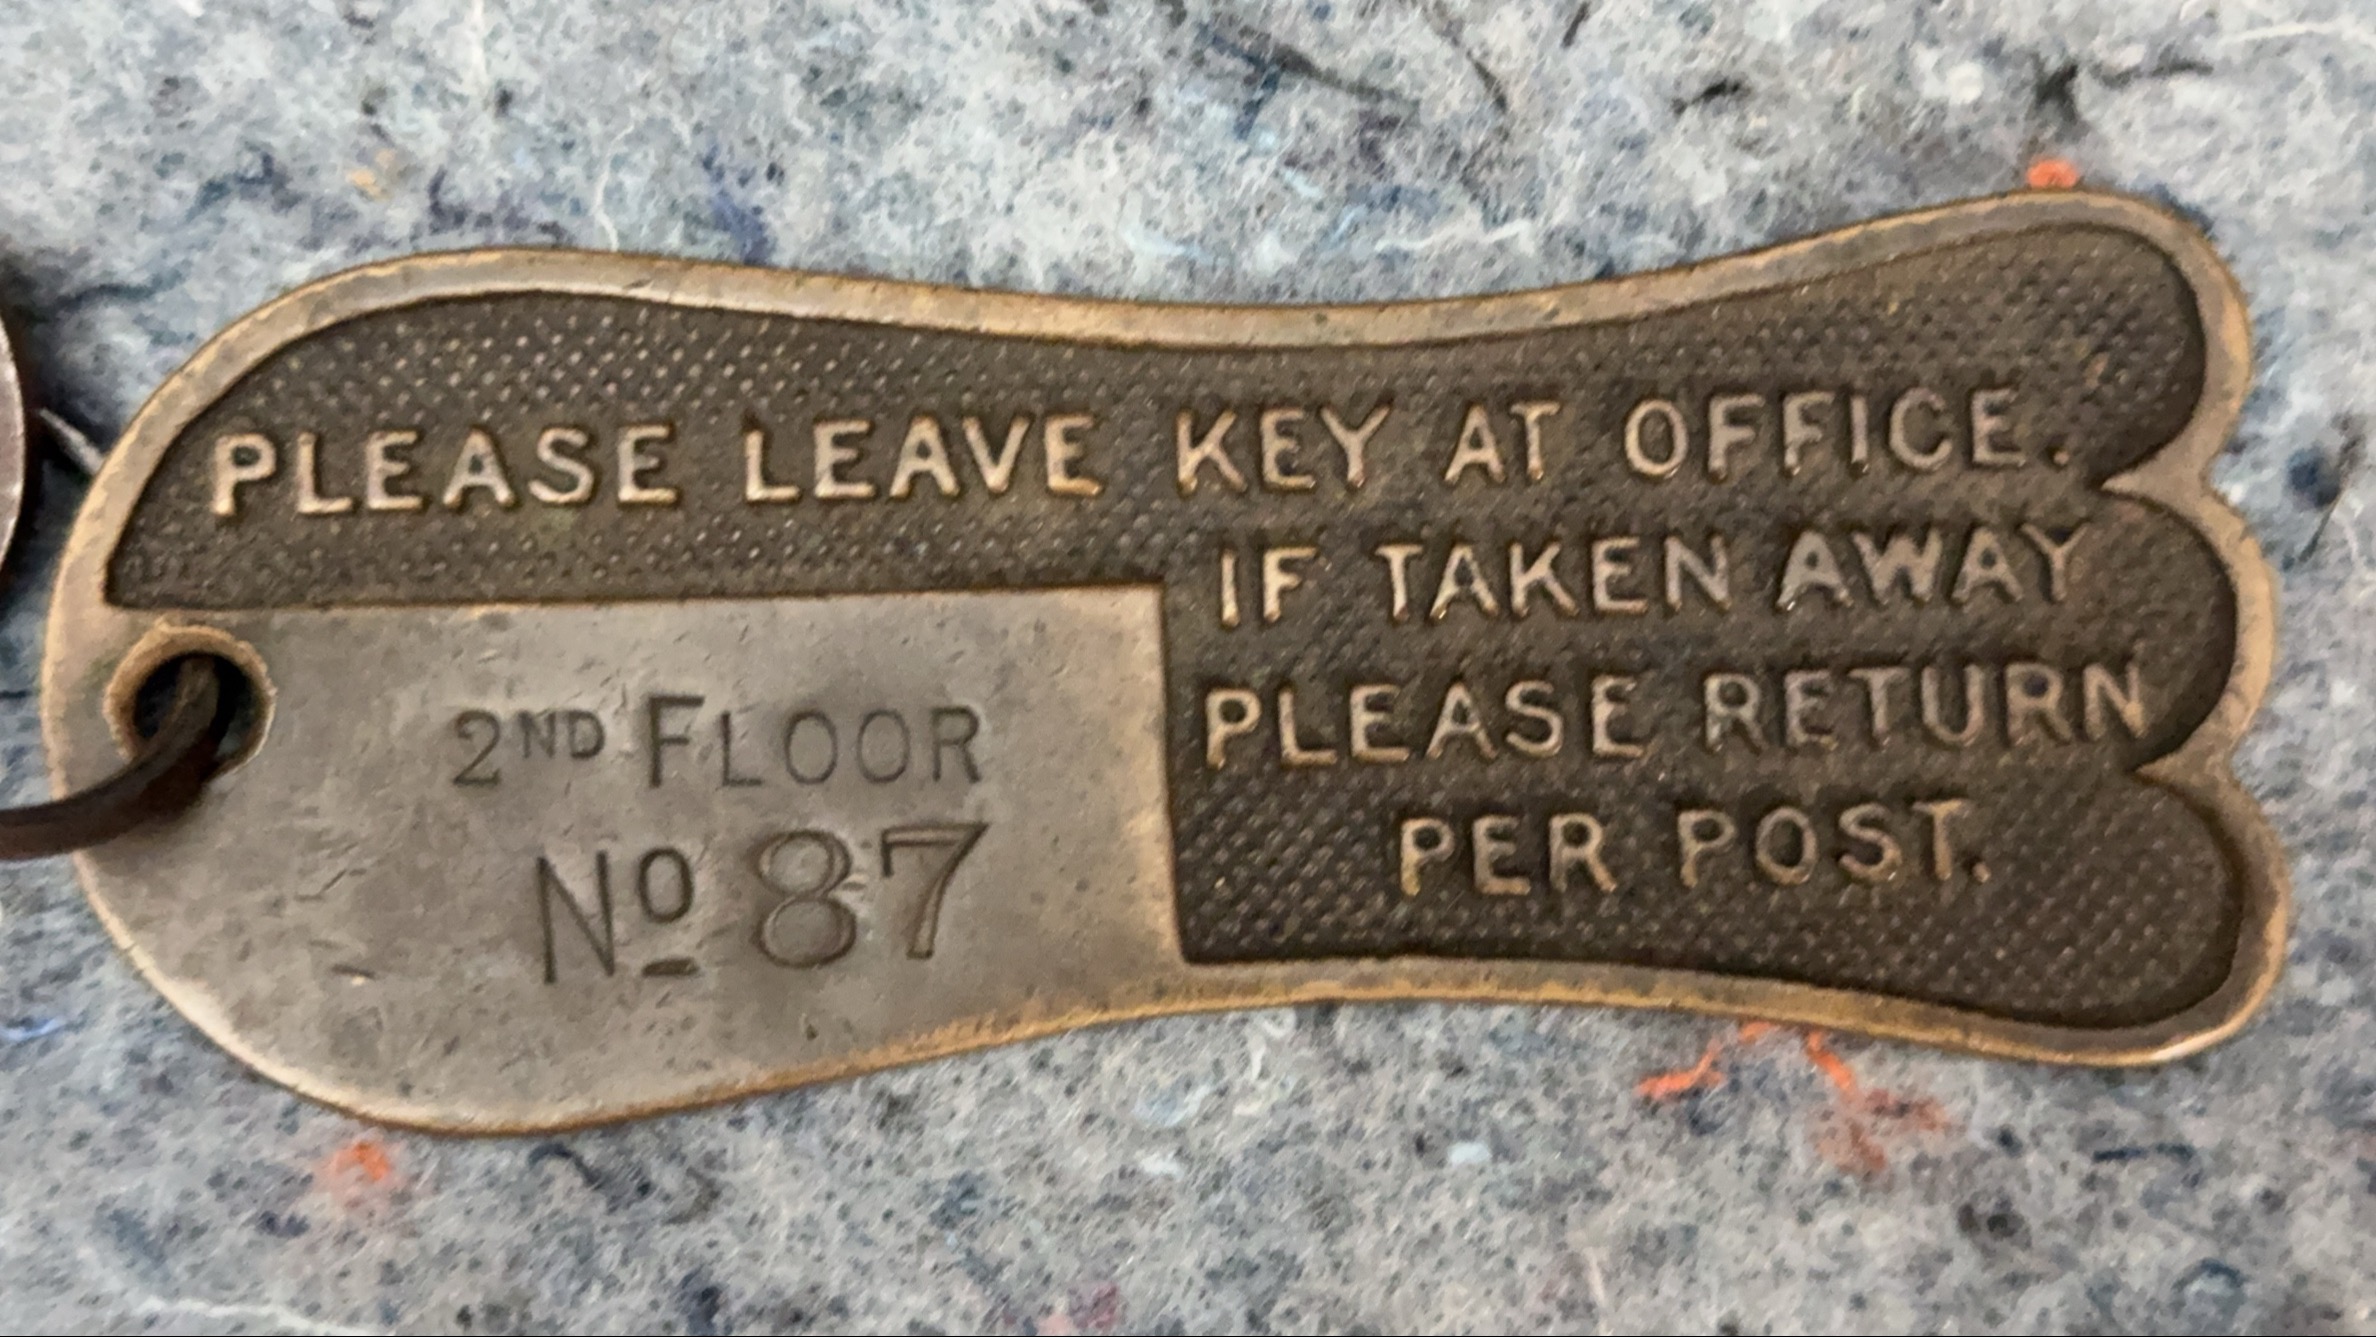 PLEASE LEAVE KEY AT OFFICE.
IF TAKEN AWAY
PLEASE RETURN
PER POST.
2ND FLOOR
No 87